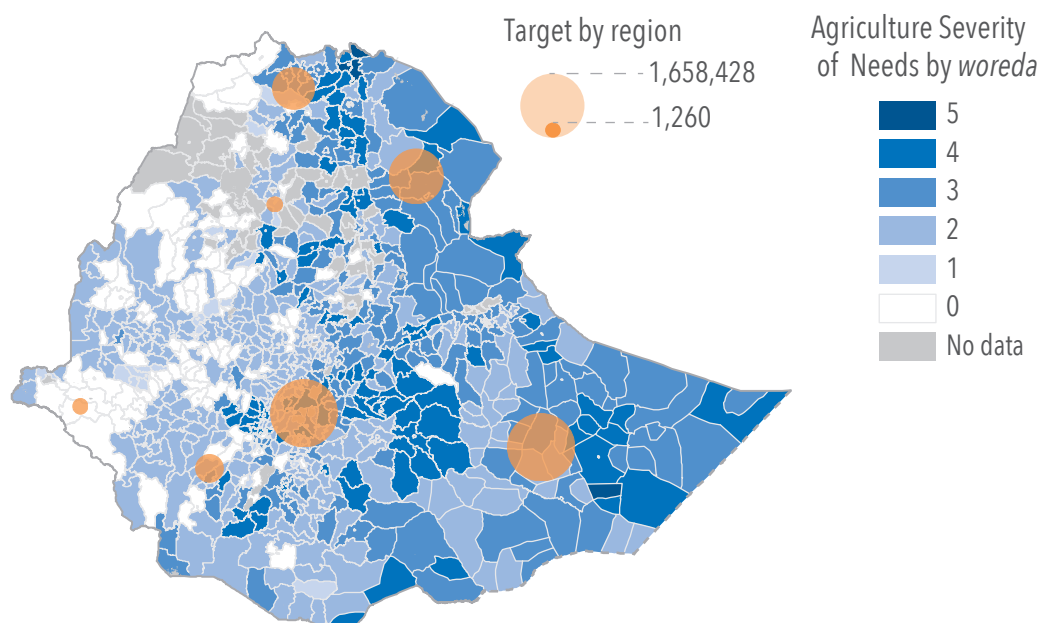 Target by region
1,658,428
1,260
Agriculture Severity
of Needs by woreda
5
4
3
2
1
0
No data